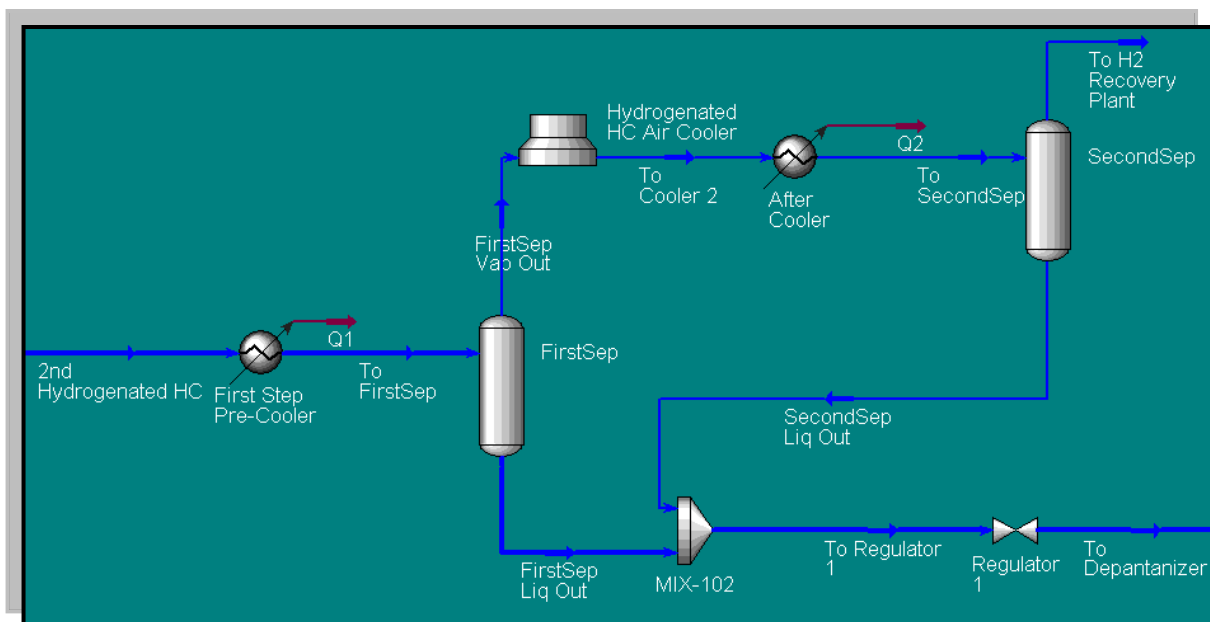 To H2
Recovery
Plant
Hydrogenated
HC Air Cooler
Q2
SecondSep
To
Cooler 2
After
Cooler
To
SecondSep
FirstSep
Vap Out
Q1
FirstSep
2nd
Hydrogenated HC
First Step
Pre-Cooler
To
FirstSep
SecondSep
Liq Out
FirstSep
Liq Out
MIX-102
To Regulator
1
Regulator
1
To
Depantanizer